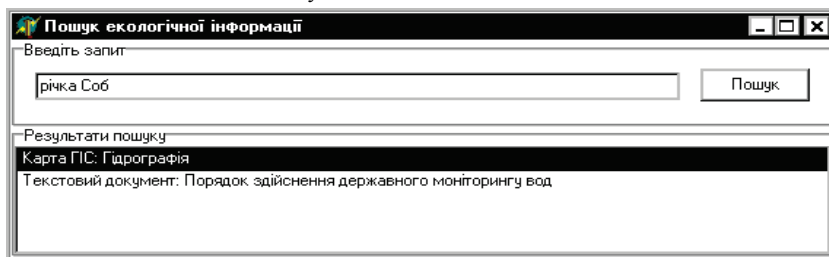 Пошук екологічної інформації
Введіть запит
річка Соб
Пошук
Результати пошуку
Карта ГІС: Гідрографія
Текстовий документ: Порядок здійснення державного моніторингу вод